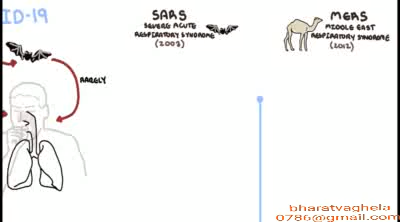 ID-19
SARS
SEVERE ACUTE
RESPIRATORY SYNDROME
(2003)
MERS
MIDDLE EAST
RESPIRATORY SYNDROME
(2012)
RARELY
bharatvaghela
0786@gmail.com